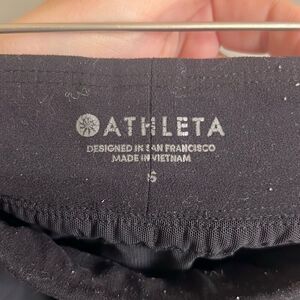 ATHLETA
DESIGNED IN SAN FRANCISCO
MADE IN VIETNAM
S